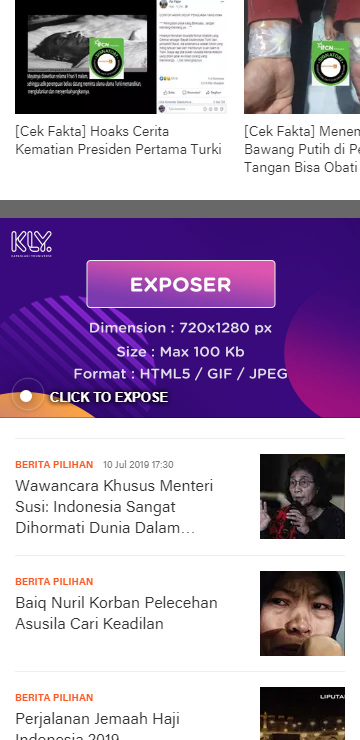 [Cek Fakta] Hoaks Cerita
Kematian Presiden Pertama Turki
[Cek Fakta] Menem
Bawang Putih di Pe
Tangan Bisa Obati
KLY.
EXPOSER
Dimension : 720x1280 px
Size : Max 100 Kb
Format : HTML5 / GIF / JPEG
CLICK TO EXPOSE
BERITA PILIHAN 10 Jul 2019 17:30
Wawancara Khusus Menteri
Susi: Indonesia Sangat
Dihormati Dunia Dalam…
BERITA PILIHAN
Baiq Nuril Korban Pelecehan
Asusila Cari Keadilan
BERITA PILIHAN
LIPUTAN
Perjalanan Jemaah Haji
Indonesia 2019